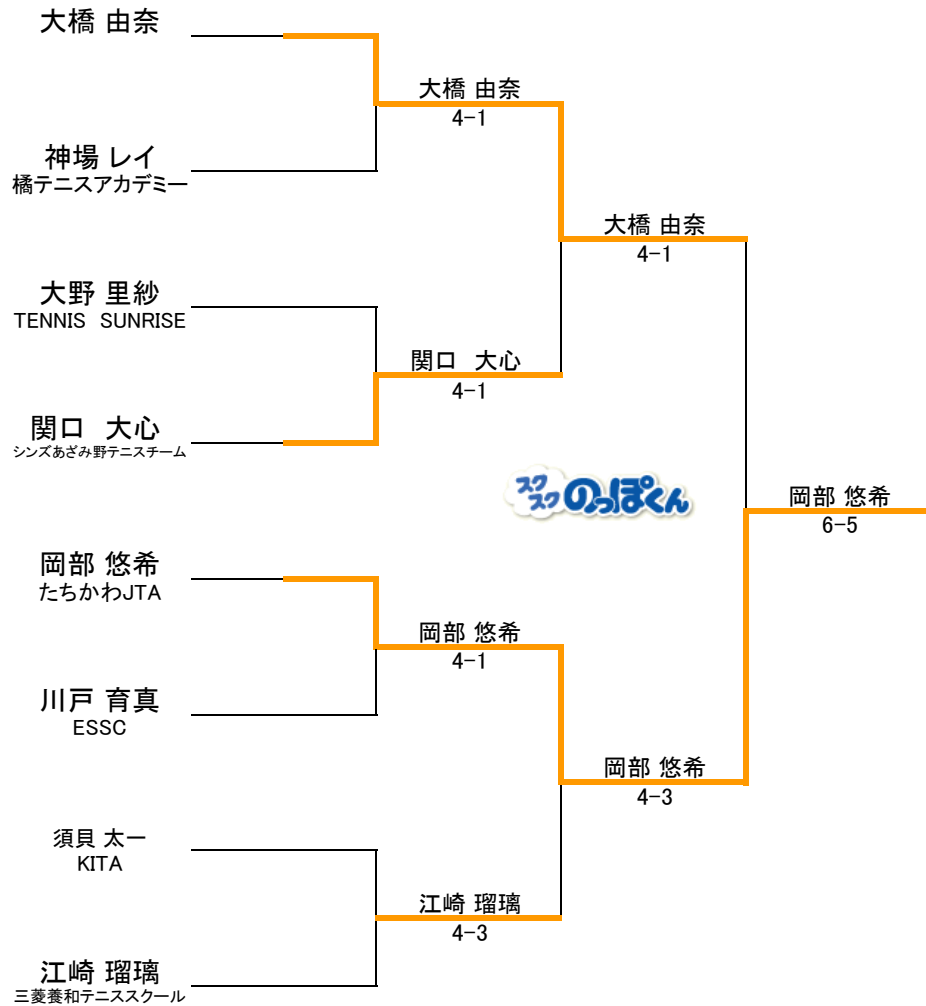 大橋 由奈
大橋 由奈
4-1
神場 レイ
橘テニスアカデミー
大橋 由奈
4-1
大野 里紗
TENNIS SUNRISE
関口 大心
4-1
関口 大心
シンズあざみ野テニスチーム
スクスク のっぽくん
岡部 悠希
6-5
岡部 悠希
たちかわJTA
岡部 悠希
4-1
川戸 育真
ESSC
岡部 悠希
4-3
須貝 太一
KITA
江崎 瑠璃
4-3
江崎 瑠璃
三菱養和テニススクール